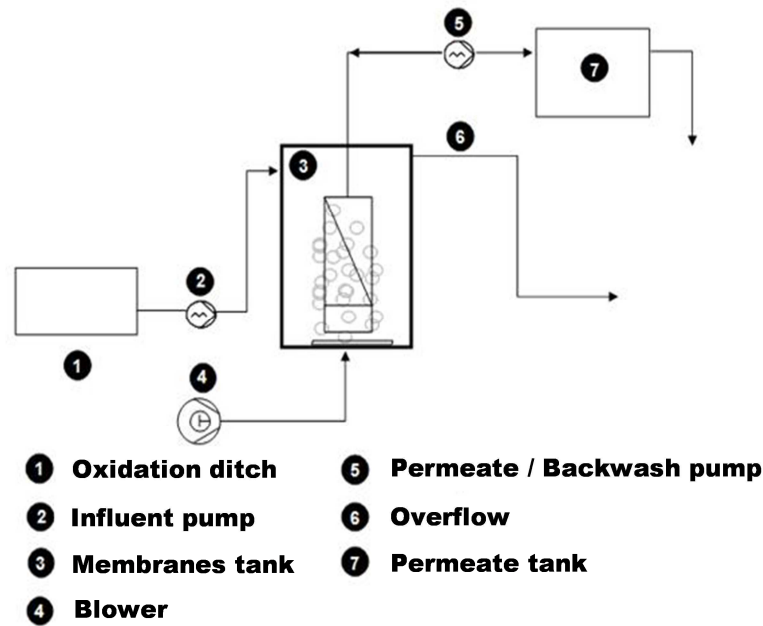 5
7
6
3
2
1
4
1 Oxidation ditch
2 Influent pump
3 Membranes tank
4 Blower
5 Permeate / Backwash pump
6 Overflow
7 Permeate tank